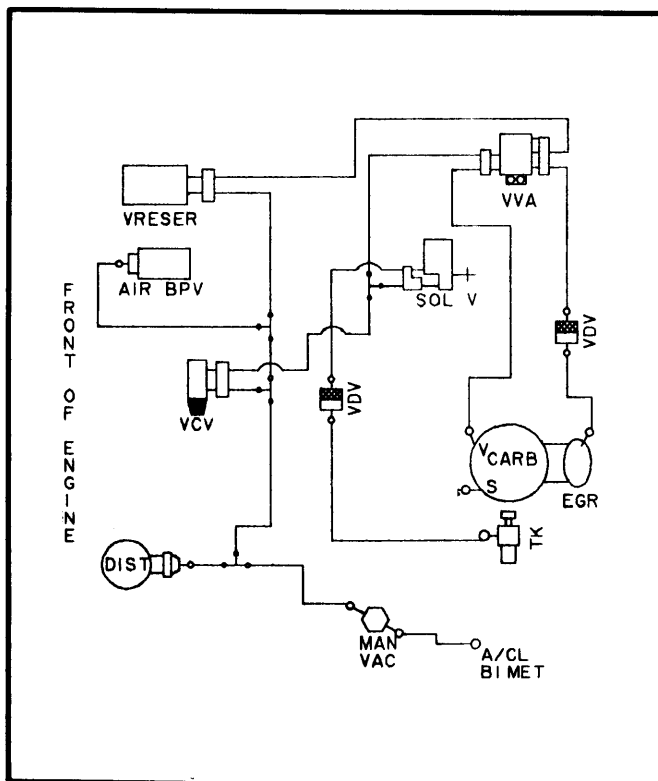 VRESER
VVA
AIR BPV
SOL V
FRONT OF ENGINE
VDV
VDV
VCV
V CARB
S
EGR
TK
DIST
MAN
VAC
A/CL
BIMET